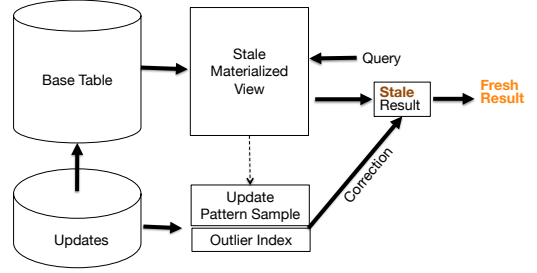 Base Table
Stale
Materialized
View
Query
Stale
Result
Fresh
Result
Updates
Update
Pattern Sample
Outlier Index
Correction